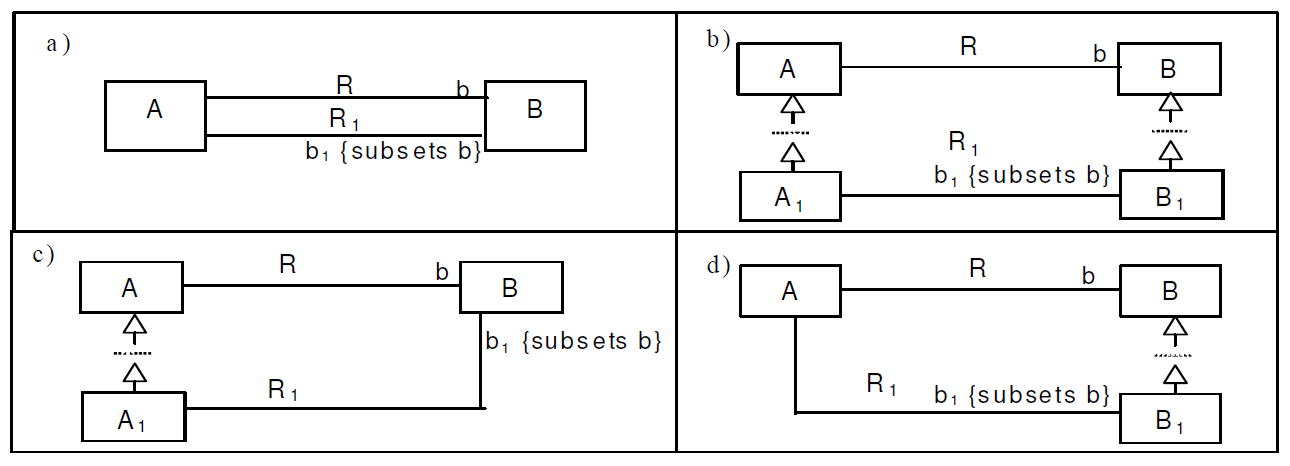 a)
R
b
A
B
R1
b1 {subsets b}
b)
R
b
A
B
R1
b1 {subsets b}
A1
B1
c)
R
b
A
B
b1 {subsets b}
R1
A1
d)
R
b
A
B
R1
b1 {subsets b}
B1